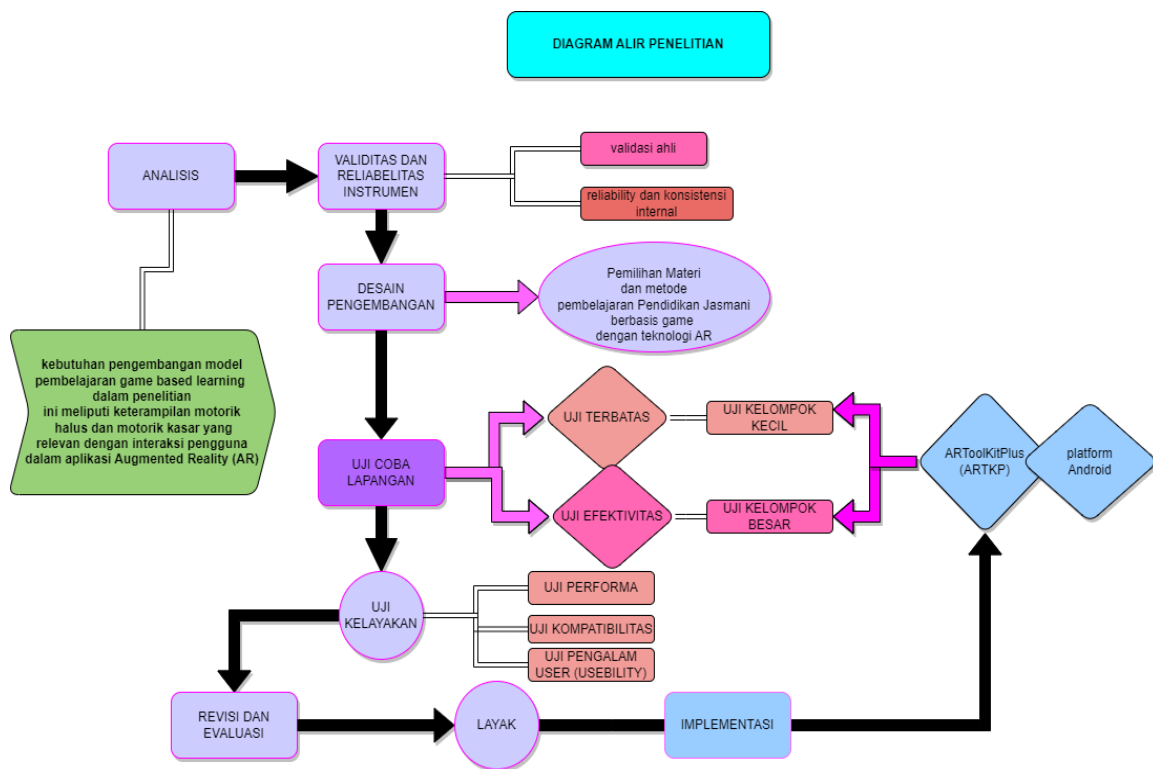 DIAGRAM ALIR PENELITIAN
ANALISIS
VALIDITAS DAN
RELIABELITAS
INSTRUMEN
validasi ahli
reliability dan konsistensi
internal
DESAIN
PENGEMBANGAN
Pemilihan Materi
dan metode
pembelajaran Pendidikan Jasmani
berbasis game
dengan teknologi AR
kebutuhan pengembangan model
pembelajaran game based learning
dalam penelitian
ini meliputi keterampilan motorik
halus dan motorik kasar yang
relevan dengan interaksi pengguna
dalam aplikasi Augmented Reality (AR)
UJI COBA
LAPANGAN
UJI TERBATAS
UJI KELOMPOK
KECIL
UJI EFEKTIVITAS
UJI KELOMPOK
BESAR
ARToolKitPlus
(ARTKP)
platform
Android
UJI
KELAYAKAN
UJI PERFORMA
UJI KOMPATIBILITAS
UJI PENGALAM
USER (USEBILITY)
REVISI DAN
EVALUASI
LAYAK
IMPLEMENTASI